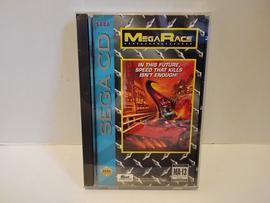 SEGA
SEGA CD
MEGARACE
IN THIS FUTURE,
SPEED THAT KILLS
ISN'T ENOUGH!
MA-13